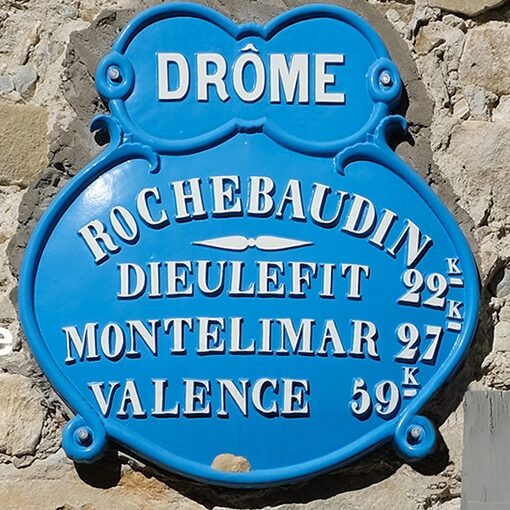 DRÔME
ROCHEBAUDIN
DIEULEFIT 22K
MONTELIMAR 27K
VALENCE 59K
e